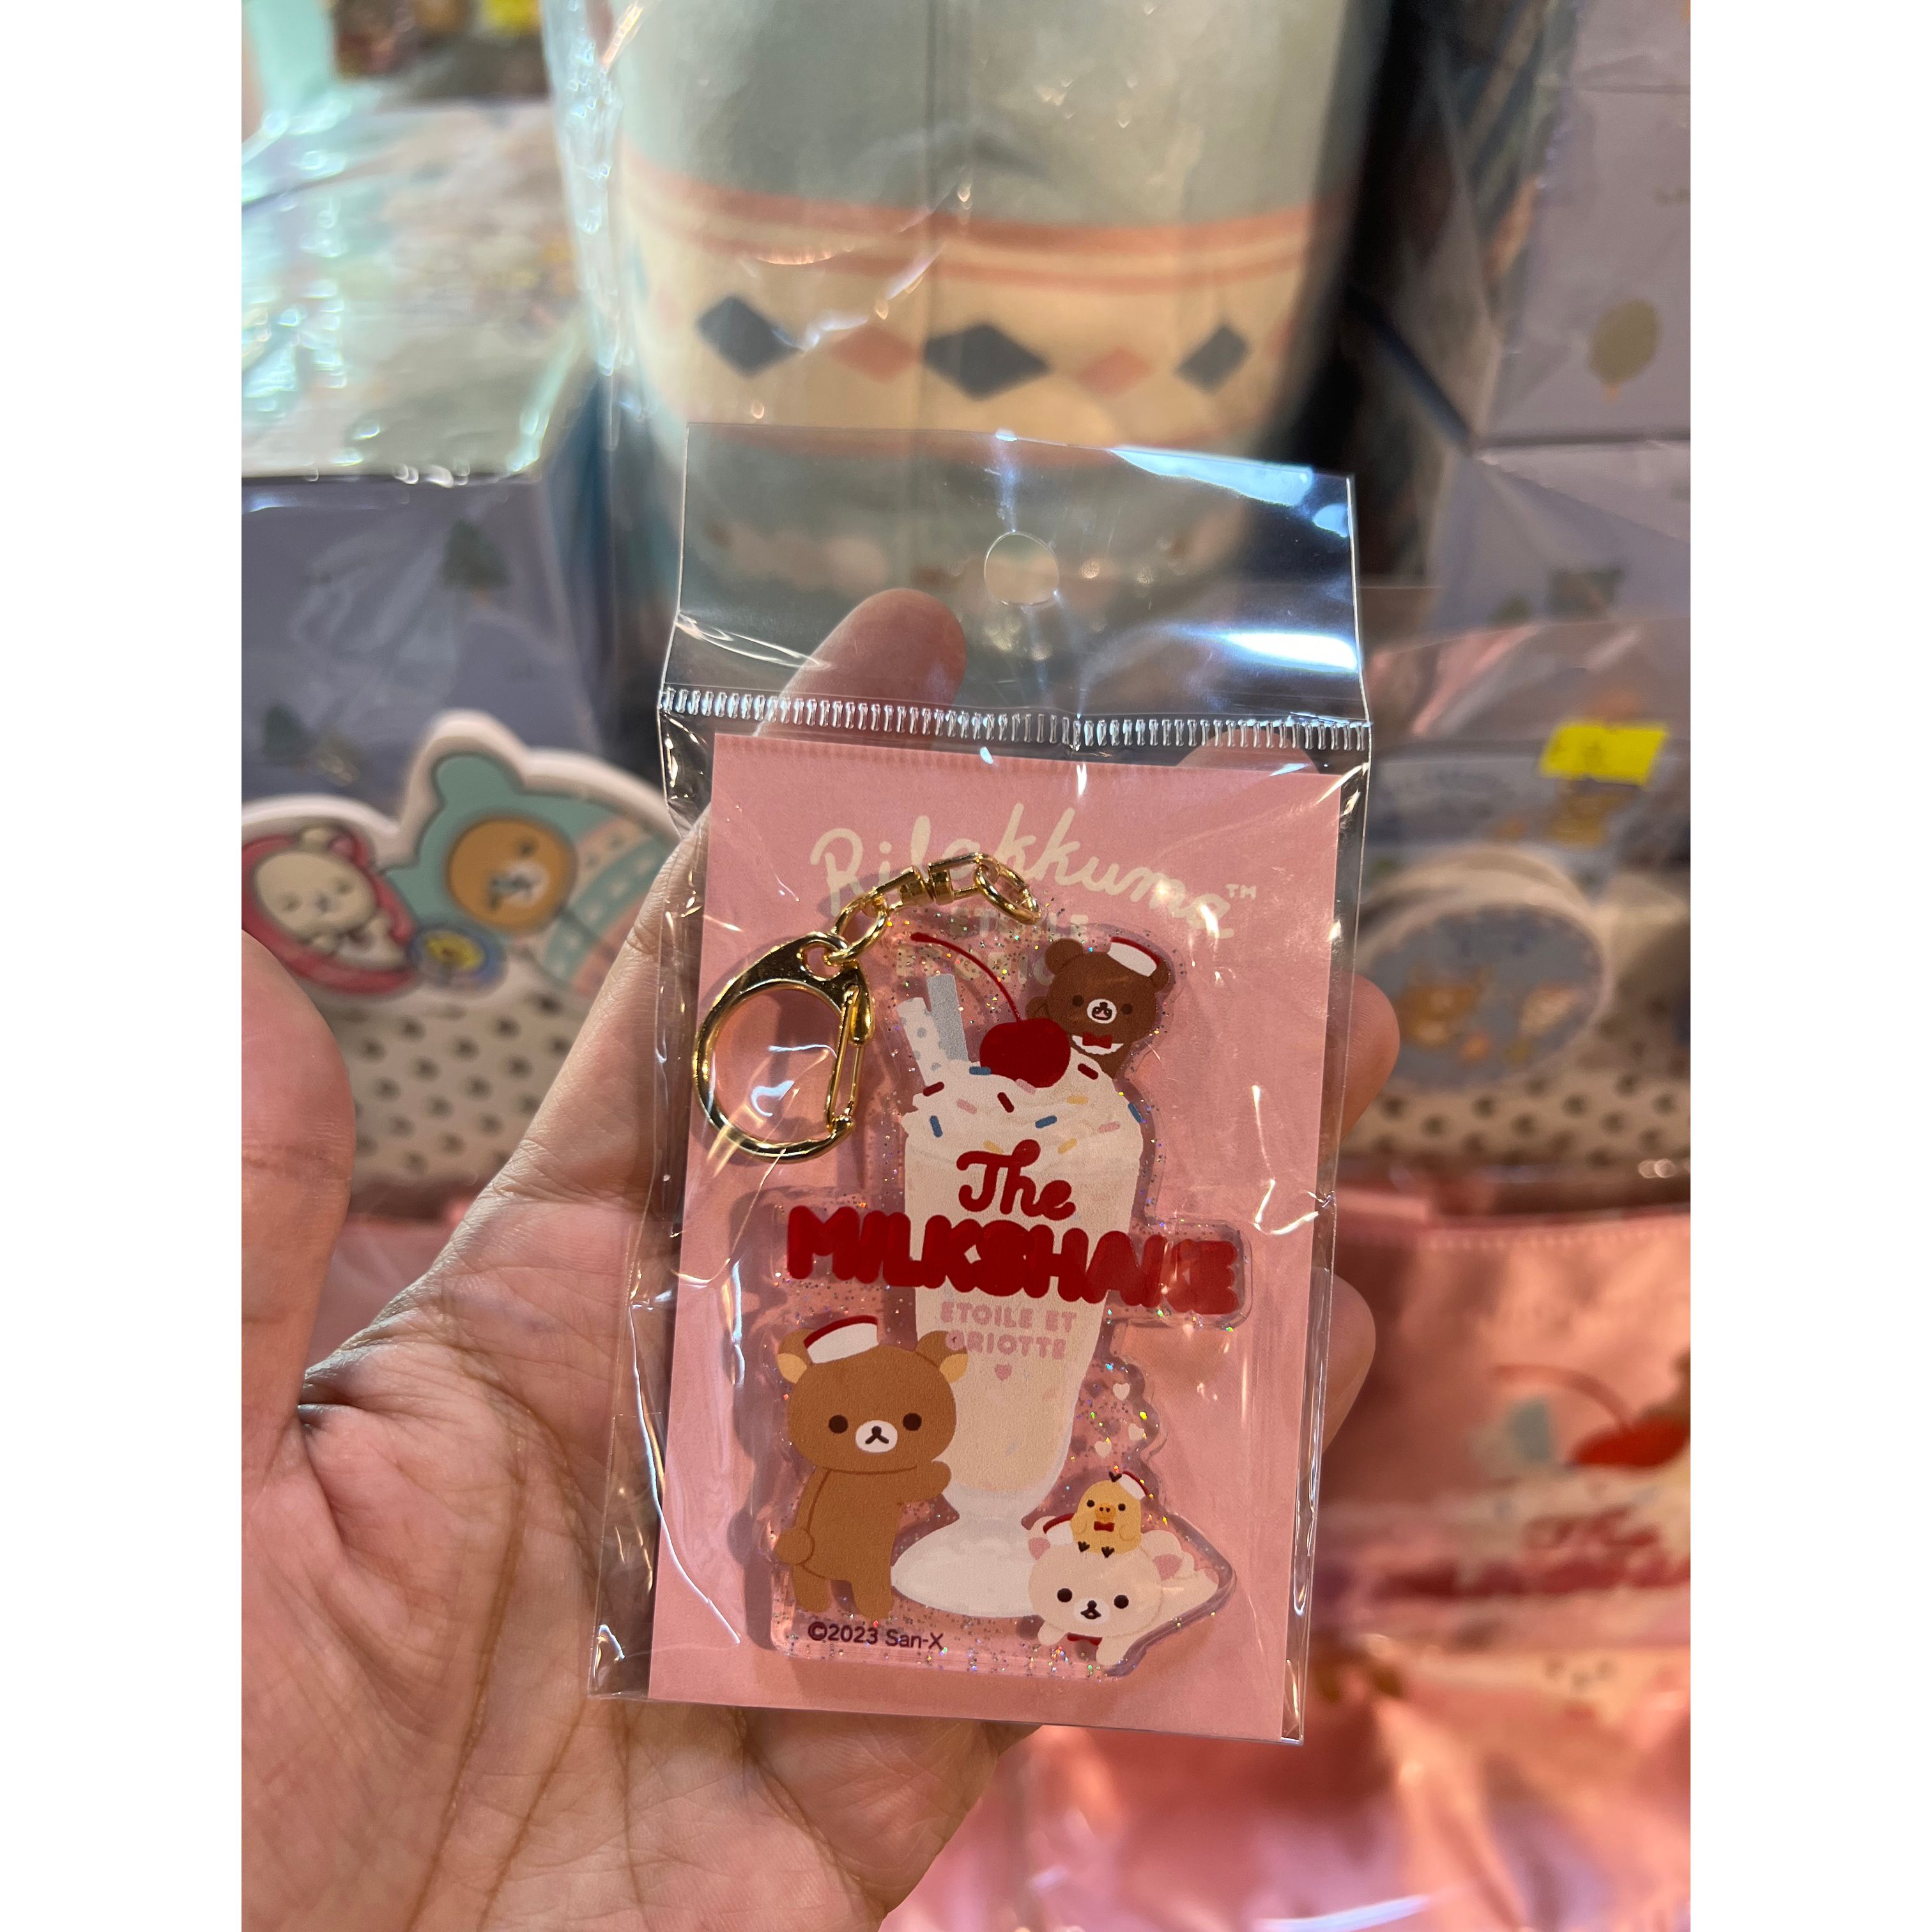 Rilakkuma™
The
MILKSHAKE
ETOILE ET
GRIOTTE
©2023 San-X